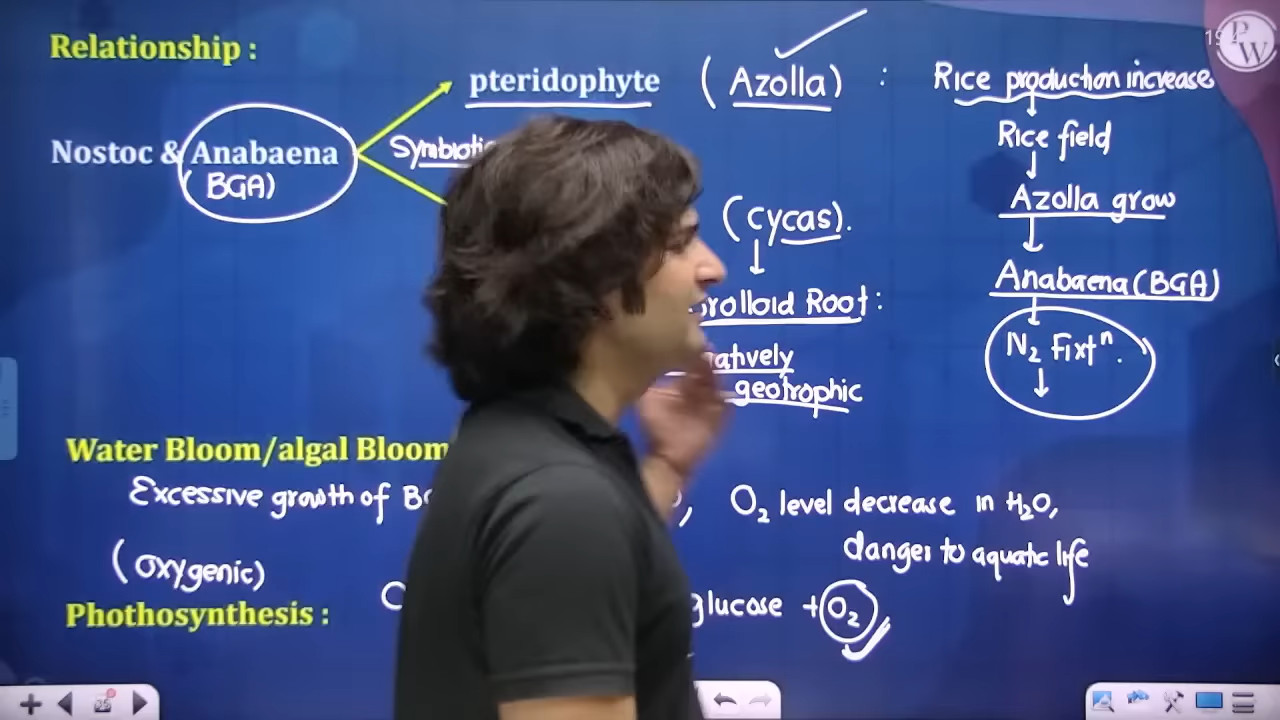 Relationship :
pteridophyte (Azolla) : Rice production increase
Nostoc & Anabaena
(BGA)
Rice field
Azolla grow
(cycas).
Anabaena (BGA)
Root :
N₂ Fixtⁿ.
geotrophic
Water Bloom/algal Bloom
Excessive growth of , O₂ level decrease in H₂O,
danger to aquatic life
(oxygenic)
Phothosynthesis : glucose + O₂
PW